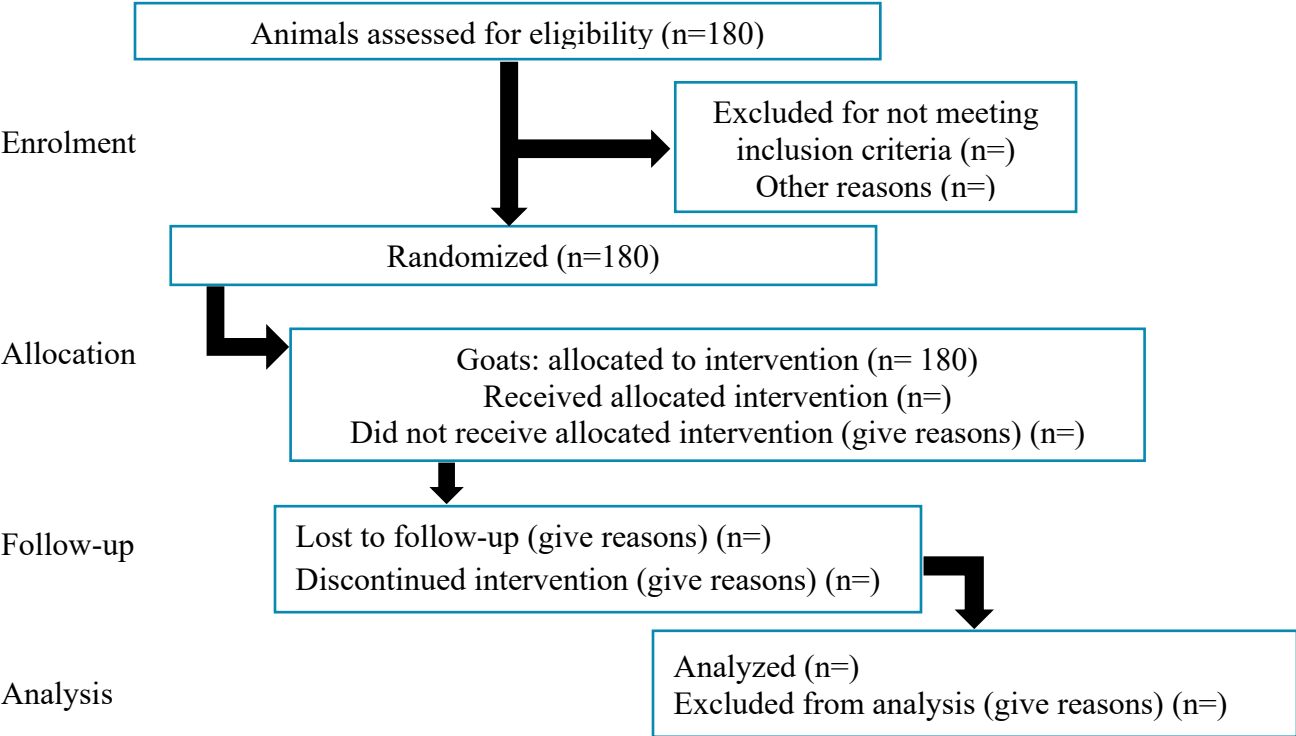 Animals assessed for eligibility (n=180)
Enrolment
Excluded for not meeting
inclusion criteria (n=)
Other reasons (n=)
Randomized (n=180)
Allocation
Goats: allocated to intervention (n= 180)
Received allocated intervention (n=)
Did not receive allocated intervention (give reasons) (n=)
Follow-up
Lost to follow-up (give reasons) (n=)
Discontinued intervention (give reasons) (n=)
Analysis
Analyzed (n=)
Excluded from analysis (give reasons) (n=)